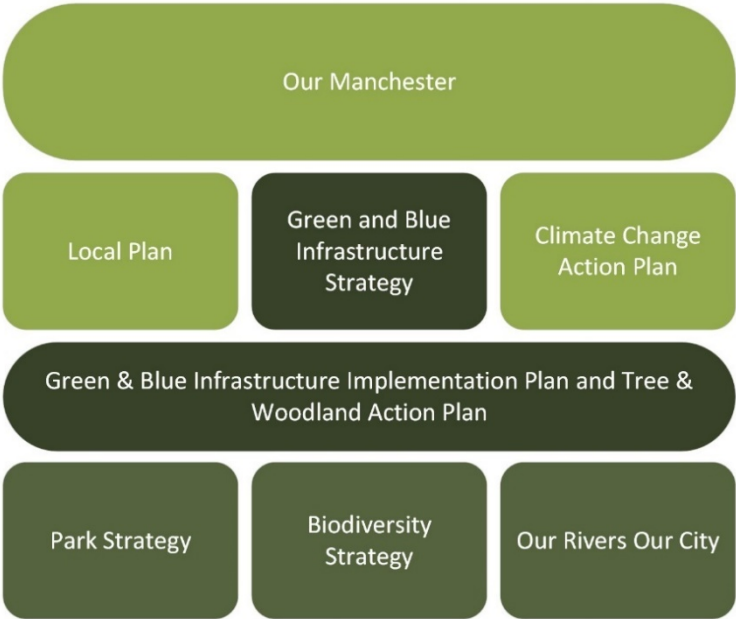 Our Manchester
Local Plan
Green and Blue
Infrastructure
Strategy
Climate Change
Action Plan
Green & Blue Infrastructure Implementation Plan and Tree &
Woodland Action Plan
Park Strategy
Biodiversity
Strategy
Our Rivers Our City